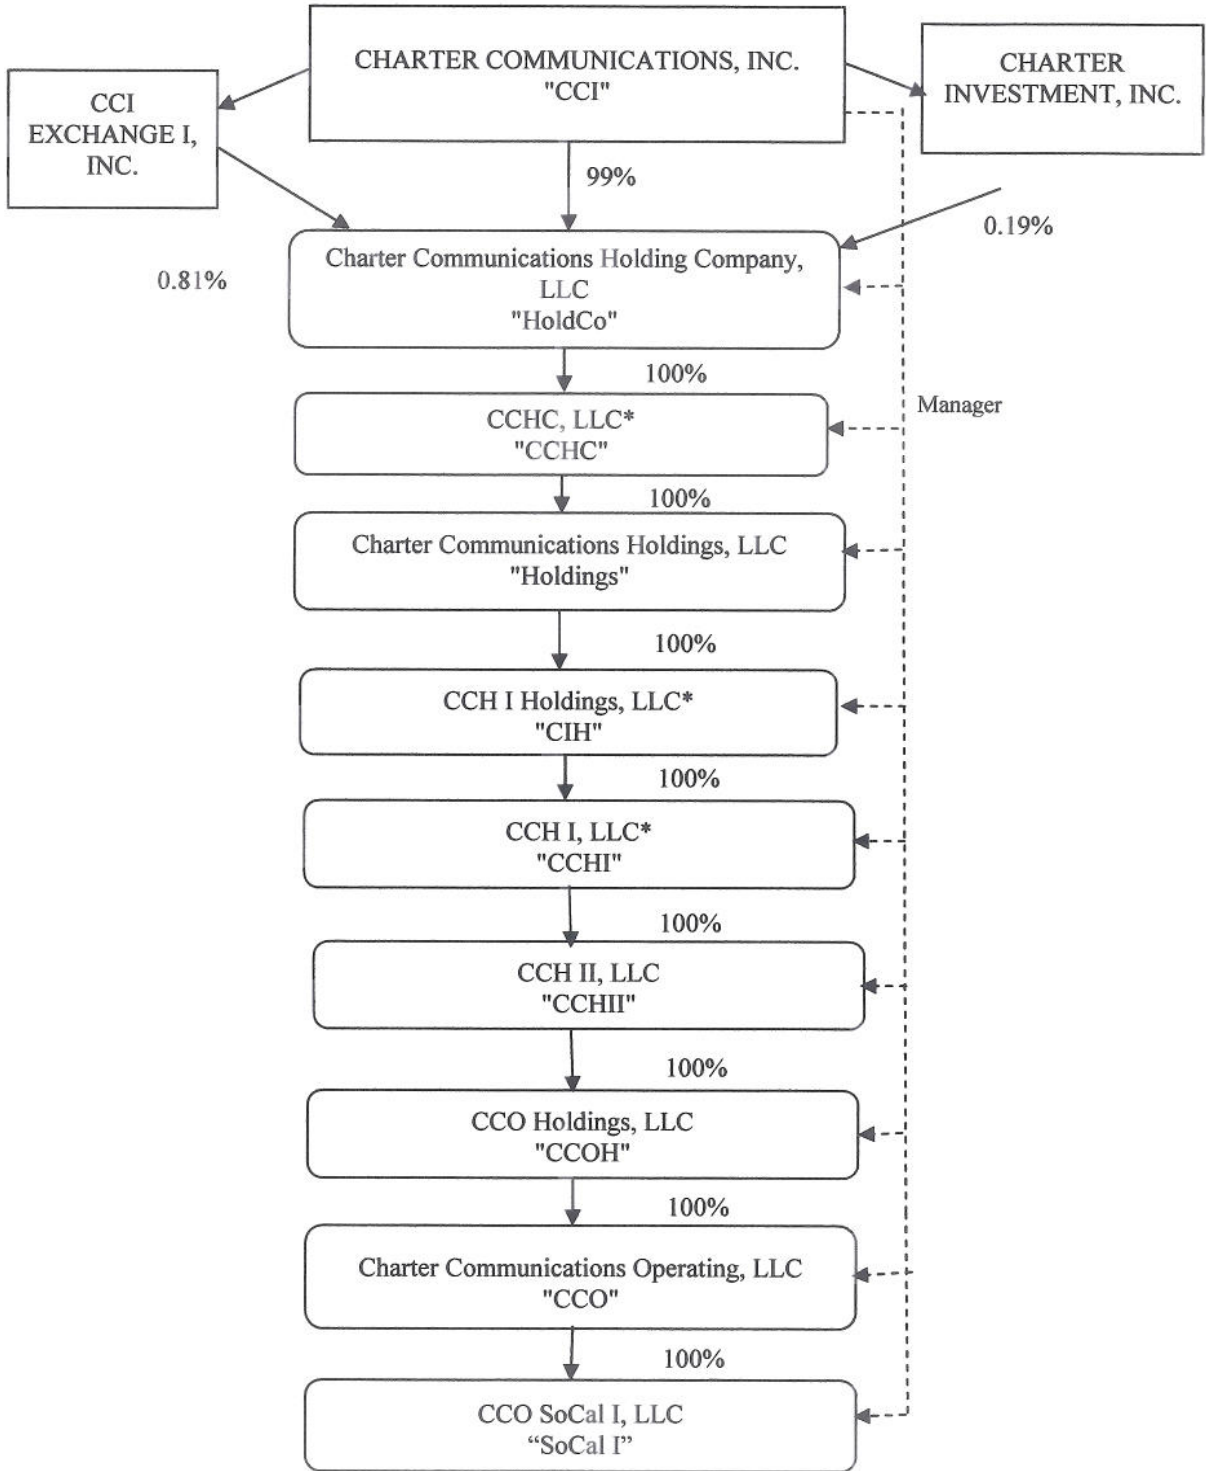 CHARTER COMMUNICATIONS, INC.
"CCI"
CHARTER
INVESTMENT, INC.
CCI
EXCHANGE I,
INC.
99%
0.19%
0.81%
Charter Communications Holding Company,
LLC
"HoldCo"
100%
Manager
CCHC, LLC*
"CCHC"
100%
Charter Communications Holdings, LLC
"Holdings"
100%
CCH I Holdings, LLC*
"CIH"
100%
CCH I, LLC*
"CCHI"
100%
CCH II, LLC
"CCHII"
100%
CCO Holdings, LLC
"CCOH"
100%
Charter Communications Operating, LLC
"CCO"
100%
CCO SoCal I, LLC
“SoCal I”